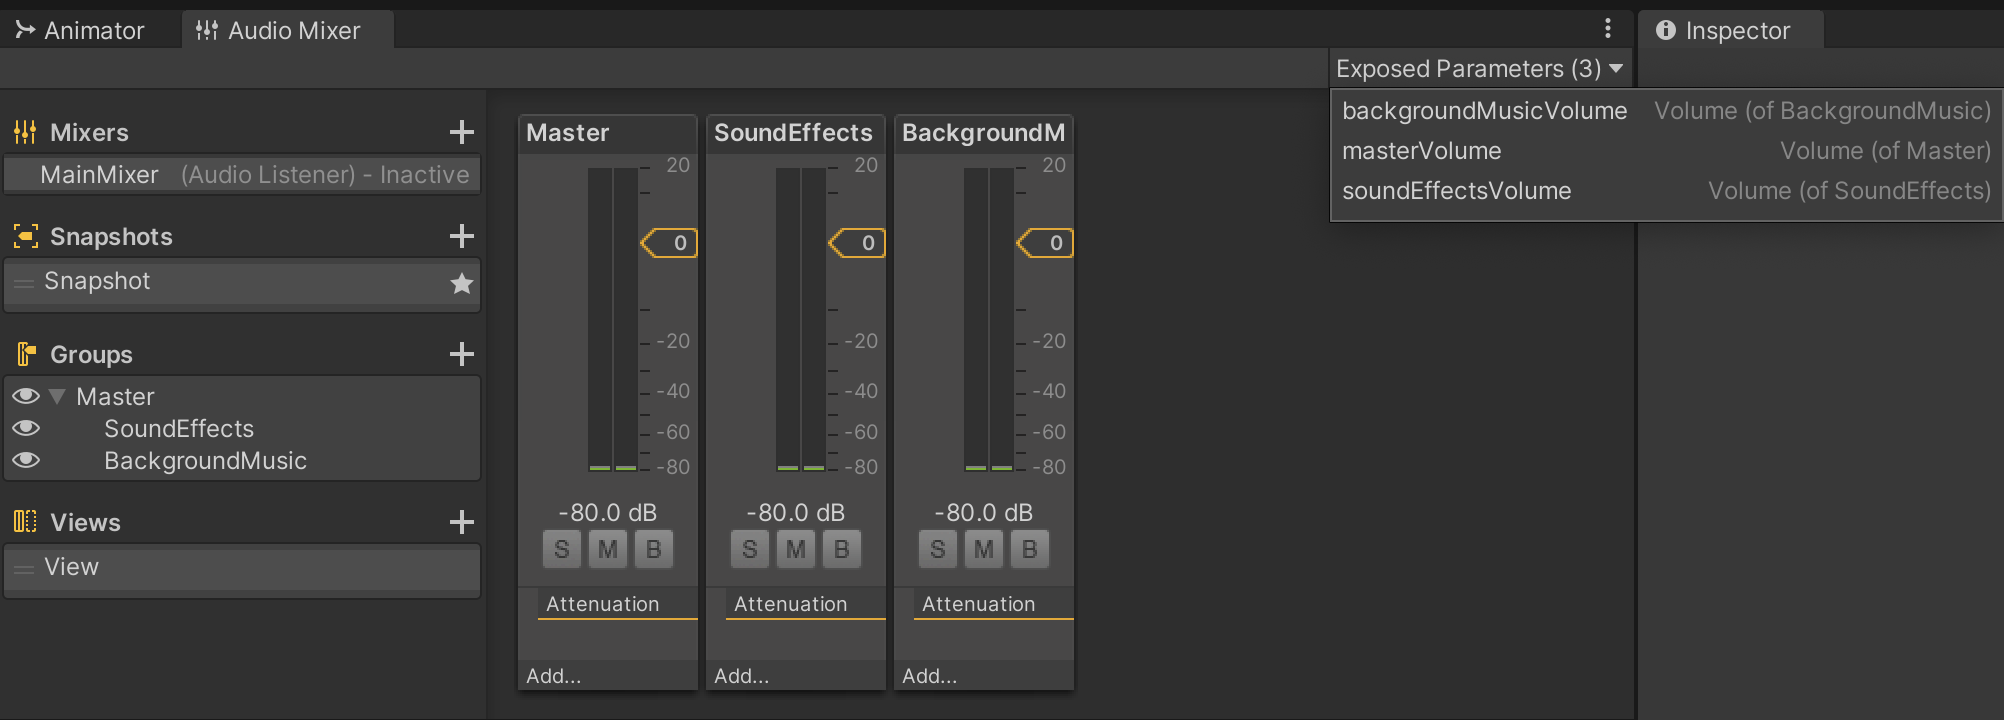 Animator
Audio Mixer
Inspector
Exposed Parameters (3)
backgroundMusicVolume Volume (of BackgroundMusic)
masterVolume Volume (of Master)
soundEffectsVolume Volume (of SoundEffects)
Mixers
MainMixer (Audio Listener) - Inactive
Snapshots
Snapshot
Groups
Master
SoundEffects
BackgroundMusic
Views
View
Master
20
0
-20
-40
-60
-80
-80.0 dB
S M B
Attenuation
Add...
SoundEffects
20
0
-20
-40
-60
-80
-80.0 dB
S M B
Attenuation
Add...
BackgroundM
20
0
-20
-40
-60
-80
-80.0 dB
S M B
Attenuation
Add...